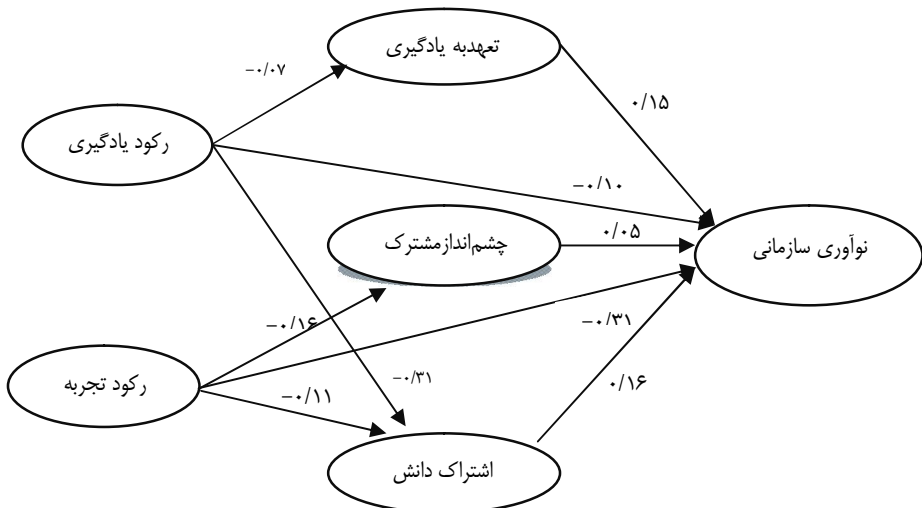 تعهدبه یادگیری
-۰/۰۷
۰/۱۵
رکود یادگیری
-۰/۱۰
چشم‌اندازمشترک
۰/۰۵
نوآوری سازمانی
-۰/۱۶
-۰/۳۱
رکود تجربه
-۰/۳۱
۰/۱۶
-۰/۱۱
اشتراک دانش